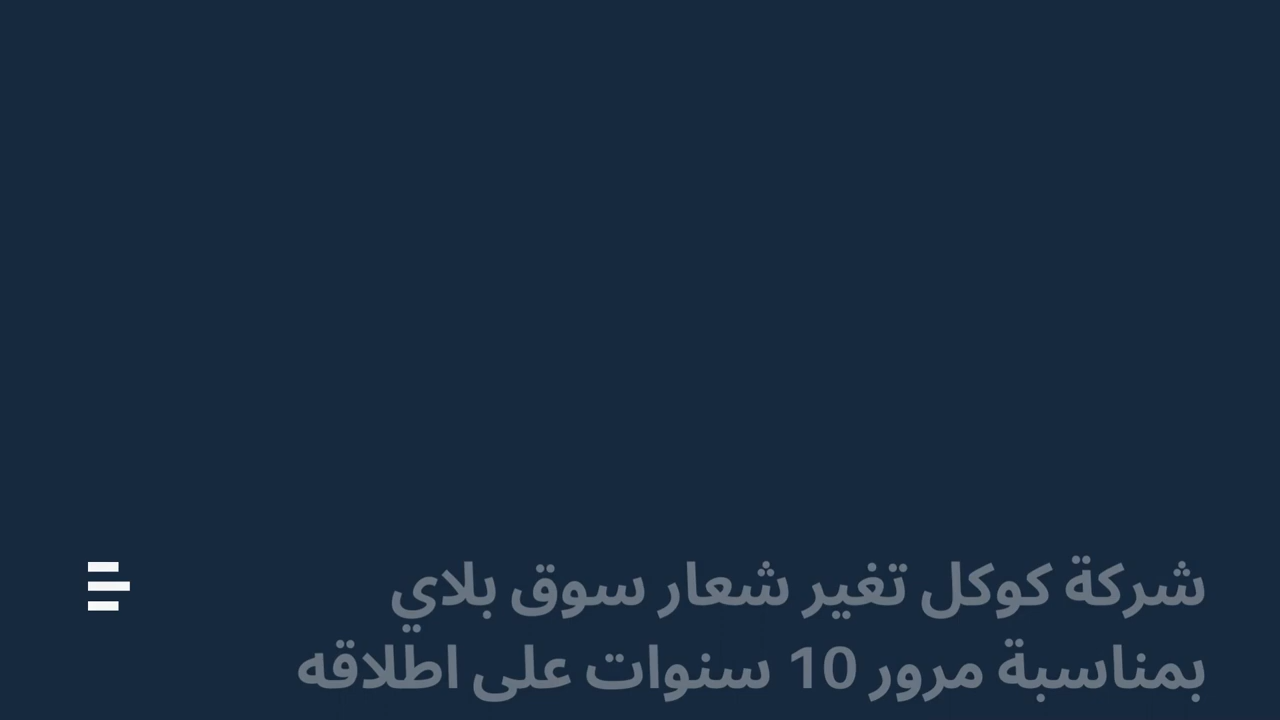 شركة كوكل تغير شعار سوق بلاي
بمناسبة مرور 10 سنوات على اطلاقه